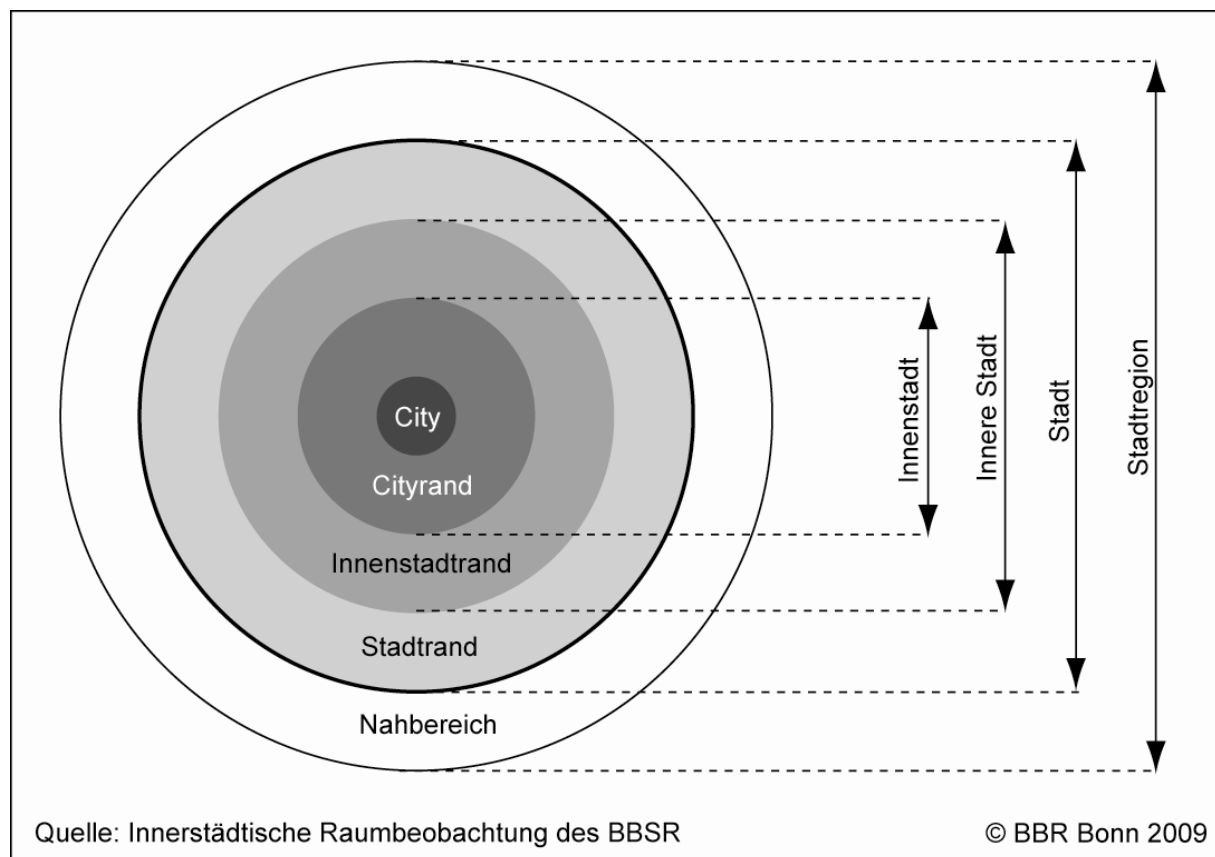 City
Cityrand
Innenstadtrand
Stadtrand
Nahbereich
Innenstadt
Innere Stadt
Stadt
Stadtregion
Quelle: Innerstädtische Raumbeobachtung des BBSR
© BBR Bonn 2009